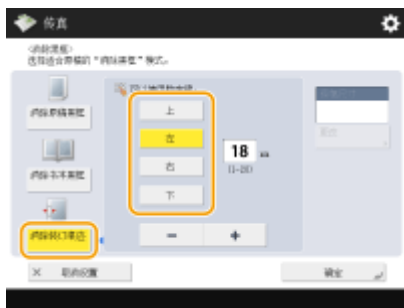 传真
<消除黑框>
选择适合原稿的"消除黑框"模式。
消除原稿黑框
消除书本黑框
消除装订黑迹
上
左
右
下
18
(1-20)
-
+
× 取消设置
确定